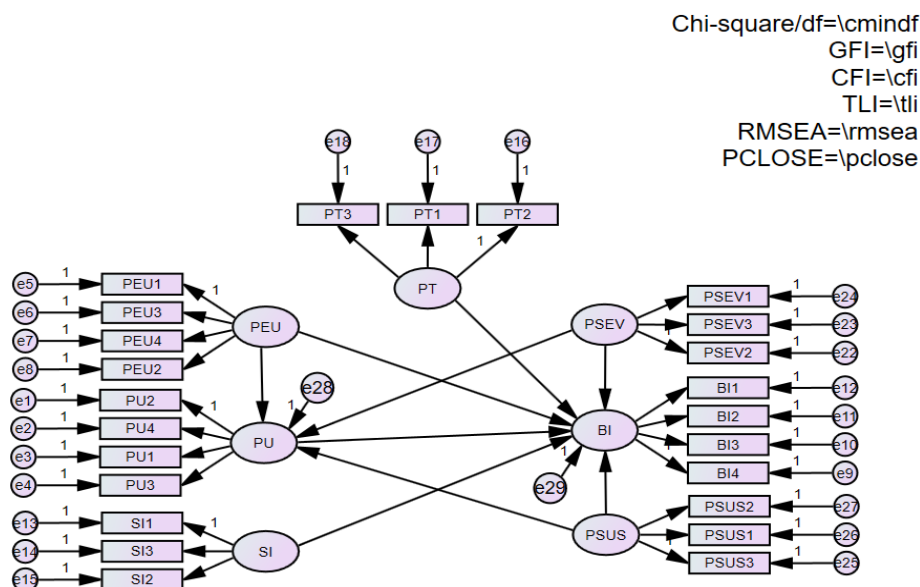 Chi-square/df=\cmindf
GFI=\gfi
CFI=\cfi
TLI=\tli
RMSEA=\rmsea
PCLOSE=\pclose
e18 e17 e16
1 1 1
PT3 PT1 PT2
1
PT
e5 1 PEU1 1
e6 1 PEU3
e7 1 PEU4
e8 1 PEU2
PEU
PSEV
PSEV1 1 e24
PSEV3 1 e23
1 PSEV2 1 e22
e1 1 PU2 1
e2 1 PU4
e3 1 PU1
e4 1 PU3
PU
1 e28
BI
1 e29
BI1 1 e12
BI2 1 e11
BI3 1 e10
1 BI4 1 e9
e13 1 SI1 1
e14 1 SI3
e15 1 SI2
SI
PSUS
PSUS2 1 e27
PSUS1 1 e26
1 PSUS3 1 e25